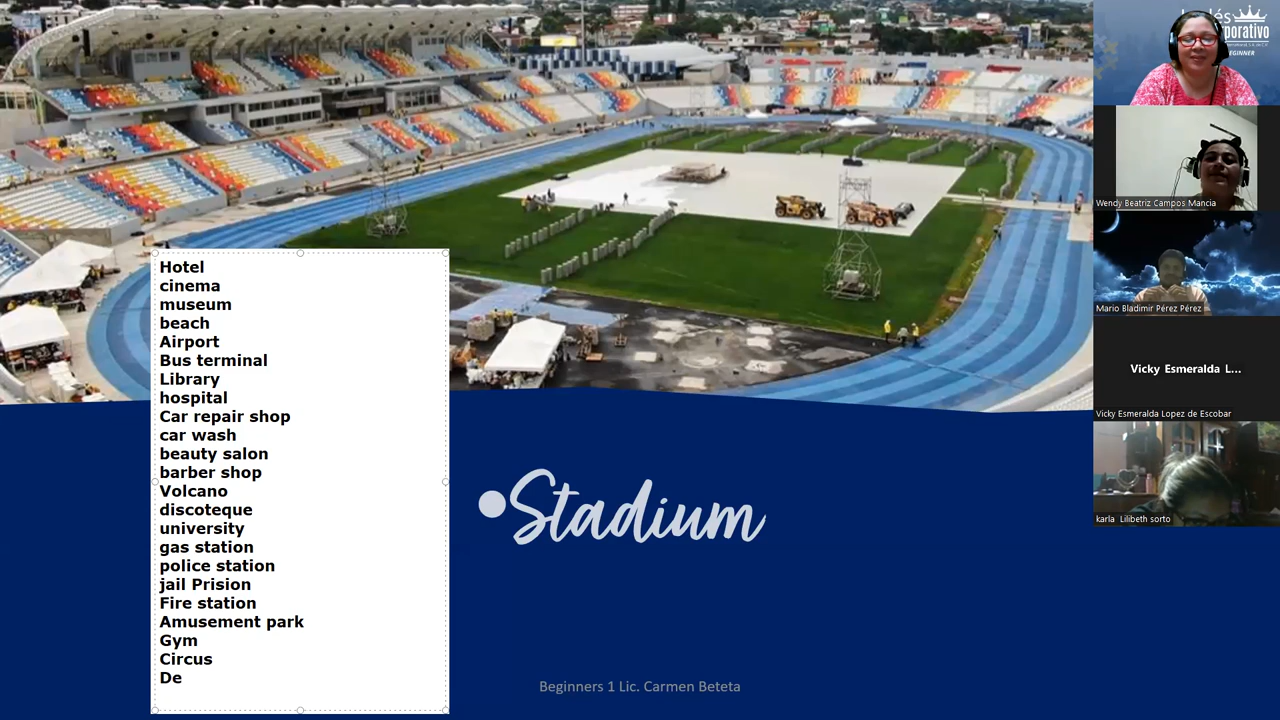 Hotel
cinema
museum
beach
Airport
Bus terminal
Library
hospital
Car repair shop
car wash
beauty salon
barber shop
Volcano
discoteque
university
gas station
police station
jail Prision
Fire station
Amusement park
Gym
Circus
De
•Stadium
Beginners 1 Lic. Carmen Beteta
Wendy Beatriz Campos Mancia
Mario Bladimir Pérez Pérez
Vicky Esmeralda L...
Vicky Esmeralda Lopez de Escobar
karla Lilibeth sorto